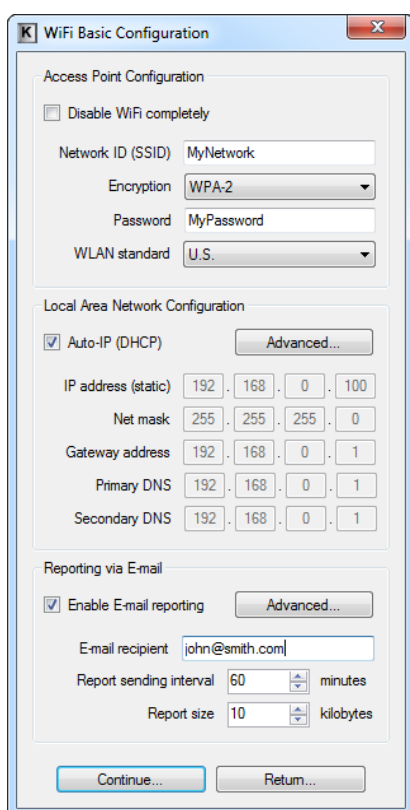 K WiFi Basic Configuration X
Access Point Configuration
Disable WiFi completely
Network ID (SSID) MyNetwork
Encryption WPA-2
Password MyPassword
WLAN standard U.S.
Local Area Network Configuration
Auto-IP (DHCP) Advanced...
IP address (static) 192 . 168 . 0 . 100
Net mask 255 . 255 . 255 . 0
Gateway address 192 . 168 . 0 . 1
Primary DNS 192 . 168 . 0 . 1
Secondary DNS 192 . 168 . 0 . 1
Reporting via E-mail
Enable E-mail reporting Advanced...
E-mail recipient john@smith.com
Report sending interval 60 minutes
Report size 10 kilobytes
Continue... Return...